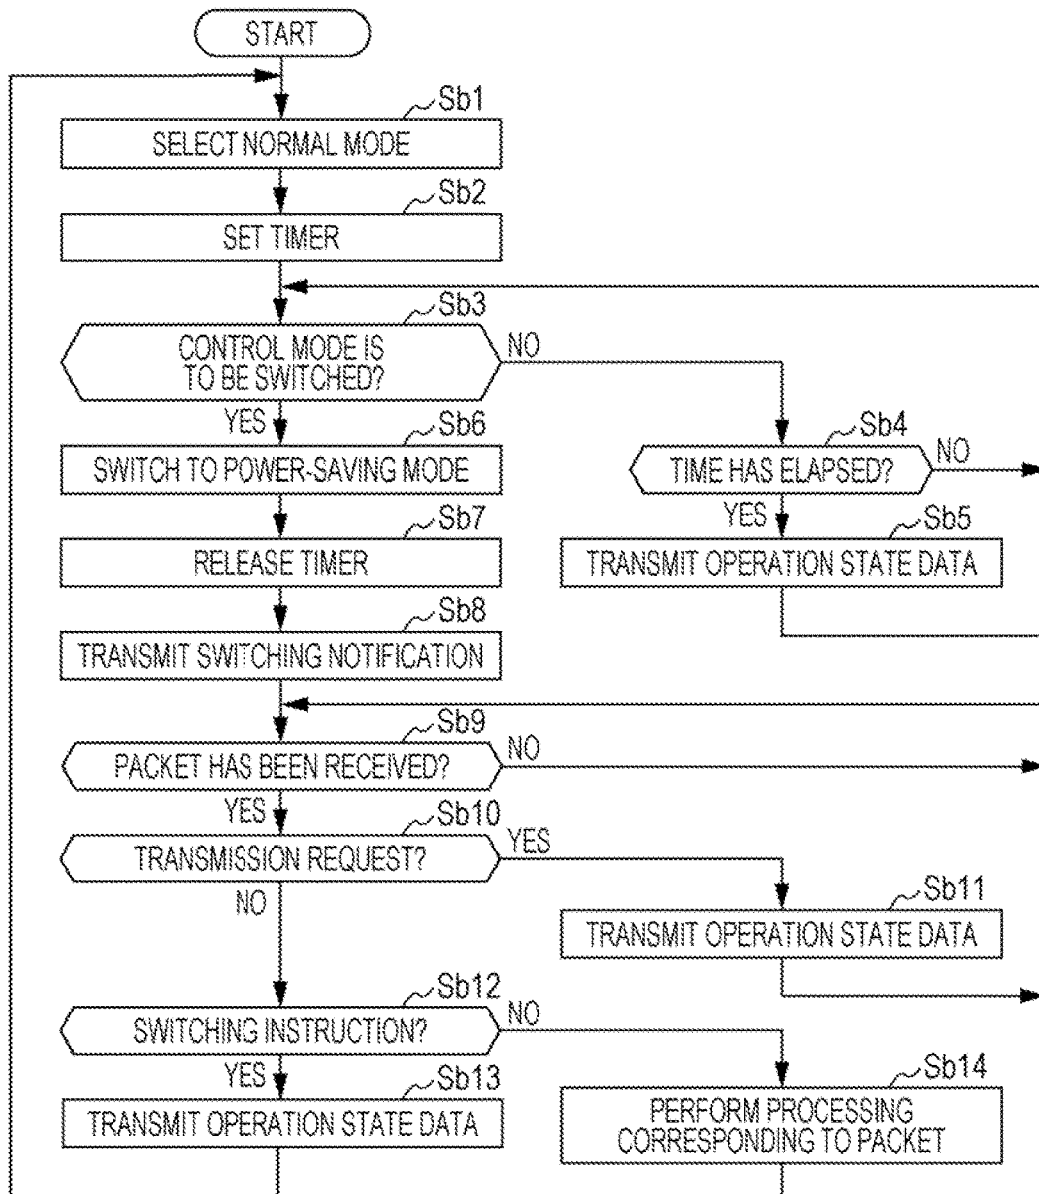 START
Sb1
SELECT NORMAL MODE
Sb2
SET TIMER
Sb3
CONTROL MODE IS
TO BE SWITCHED?
NO
YES
Sb4
TIME HAS ELAPSED?
NO
YES
Sb5
TRANSMIT OPERATION STATE DATA
Sb6
SWITCH TO POWER-SAVING MODE
Sb7
RELEASE TIMER
Sb8
TRANSMIT SWITCHING NOTIFICATION
Sb9
PACKET HAS BEEN RECEIVED?
NO
YES
Sb10
TRANSMISSION REQUEST?
YES
NO
Sb11
TRANSMIT OPERATION STATE DATA
Sb12
SWITCHING INSTRUCTION?
NO
YES
Sb13
TRANSMIT OPERATION STATE DATA
Sb14
PERFORM PROCESSING
CORRESPONDING TO PACKET